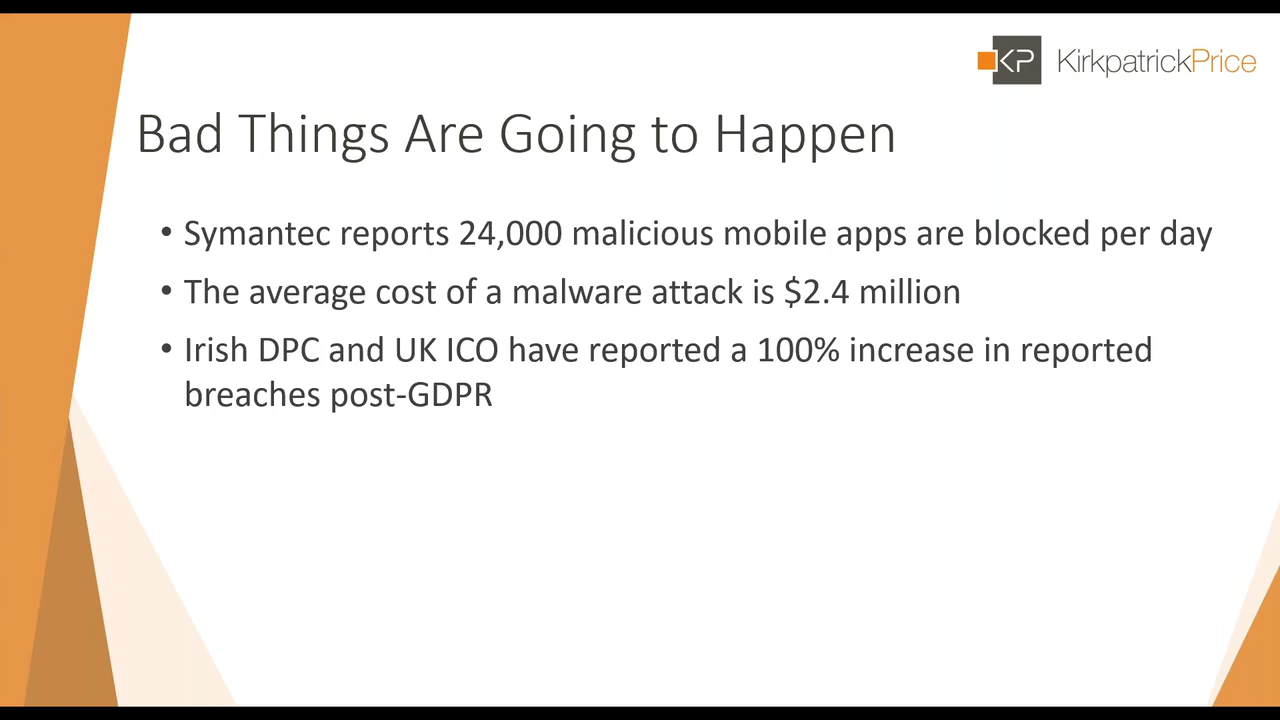 KP KirkpatrickPrice
Bad Things Are Going to Happen
• Symantec reports 24,000 malicious mobile apps are blocked per day
• The average cost of a malware attack is $2.4 million
• Irish DPC and UK ICO have reported a 100% increase in reported
breaches post-GDPR